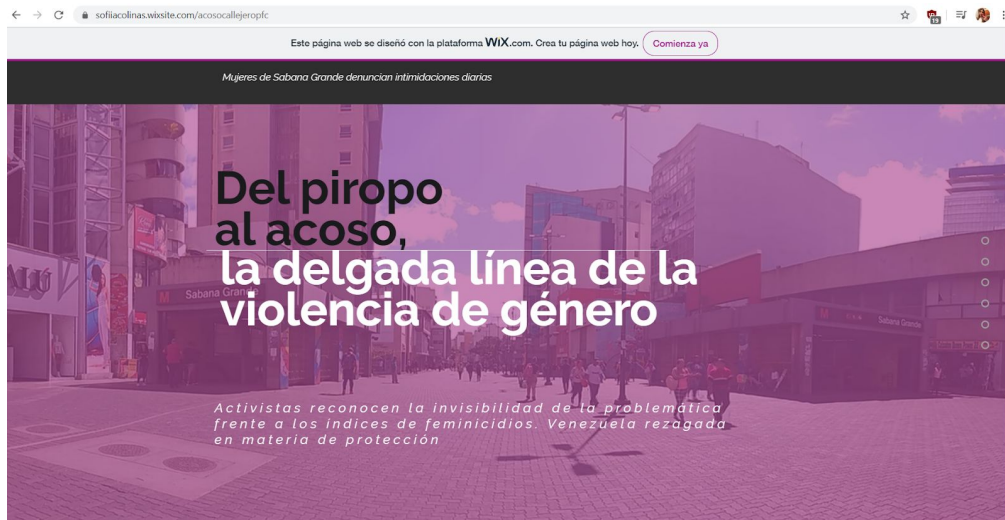 sofiiacolinas.wixsite.com/acosocallejeropfc
Este página web se diseñó con la plataforma WiX.com. Crea tu página web hoy. Comienza ya
Mujeres de Sabana Grande denuncian intimidaciones diarias
Del piropo
al acoso,
la delgada línea de la
violencia de género
M Sabana Grande
Sabana Grande
Activistas reconocen la invisibilidad de la problemática
frente a los índices de feminicidios. Venezuela rezagada
en materia de protección